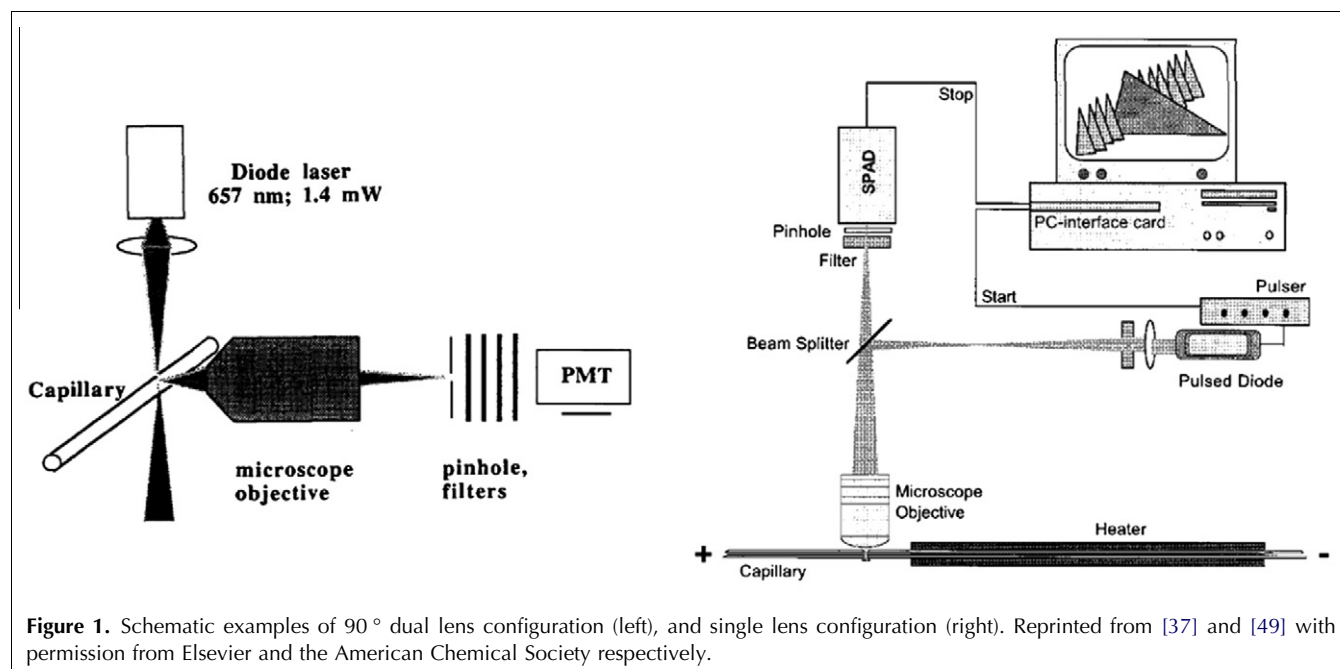 Diode laser
657 nm; 1.4 mW
Capillary
microscope
objective
pinhole,
filters
PMT
Stop
SPAD
Pinhole
Filter
PC-interface card
Start
Pulser
Beam Splitter
Pulsed Diode
Microscope
Objective
Heater
+
-
Capillary
Figure 1. Schematic examples of 90 ° dual lens configuration (left), and single lens configuration (right). Reprinted from [37] and [49] with
permission from Elsevier and the American Chemical Society respectively.